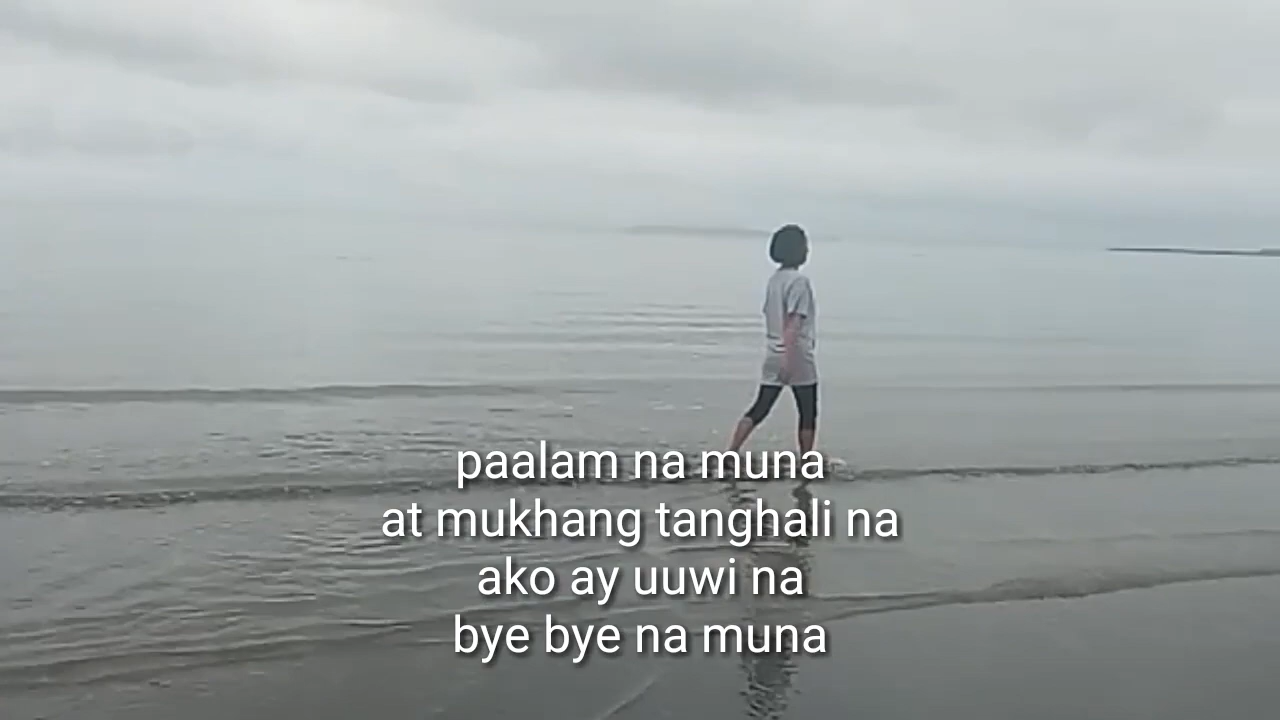 paalam na muna
at mukhang tanghali na
ako ay uuwi na
bye bye na muna